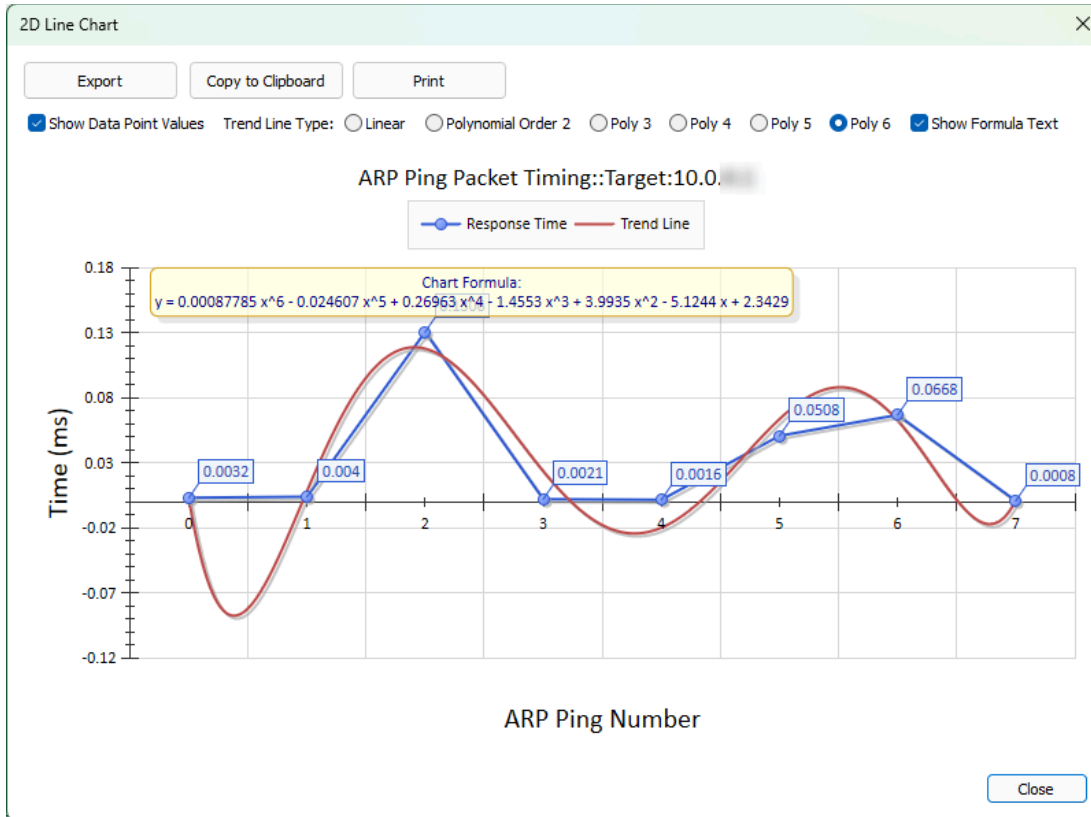 2D Line Chart
Export Copy to Clipboard Print
Show Data Point Values Trend Line Type: Linear Polynomial Order 2 Poly 3 Poly 4 Poly 5 Poly 6 Show Formula Text
ARP Ping Packet Timing::Target:10.0.
Response Time Trend Line
Chart Formula:
y = 0.00087785 x^6 - 0.024607 x^5 + 0.26963 x^4 - 1.4553 x^3 + 3.9935 x^2 - 5.1244 x + 2.3429
0.18
0.13
0.08
0.03
-0.02
-0.07
-0.12
Time (ms)
0.0032
0.004
0.0021
0.0016
0.0508
0.0668
0.0008
0 1 2 3 4 5 6 7
ARP Ping Number
Close